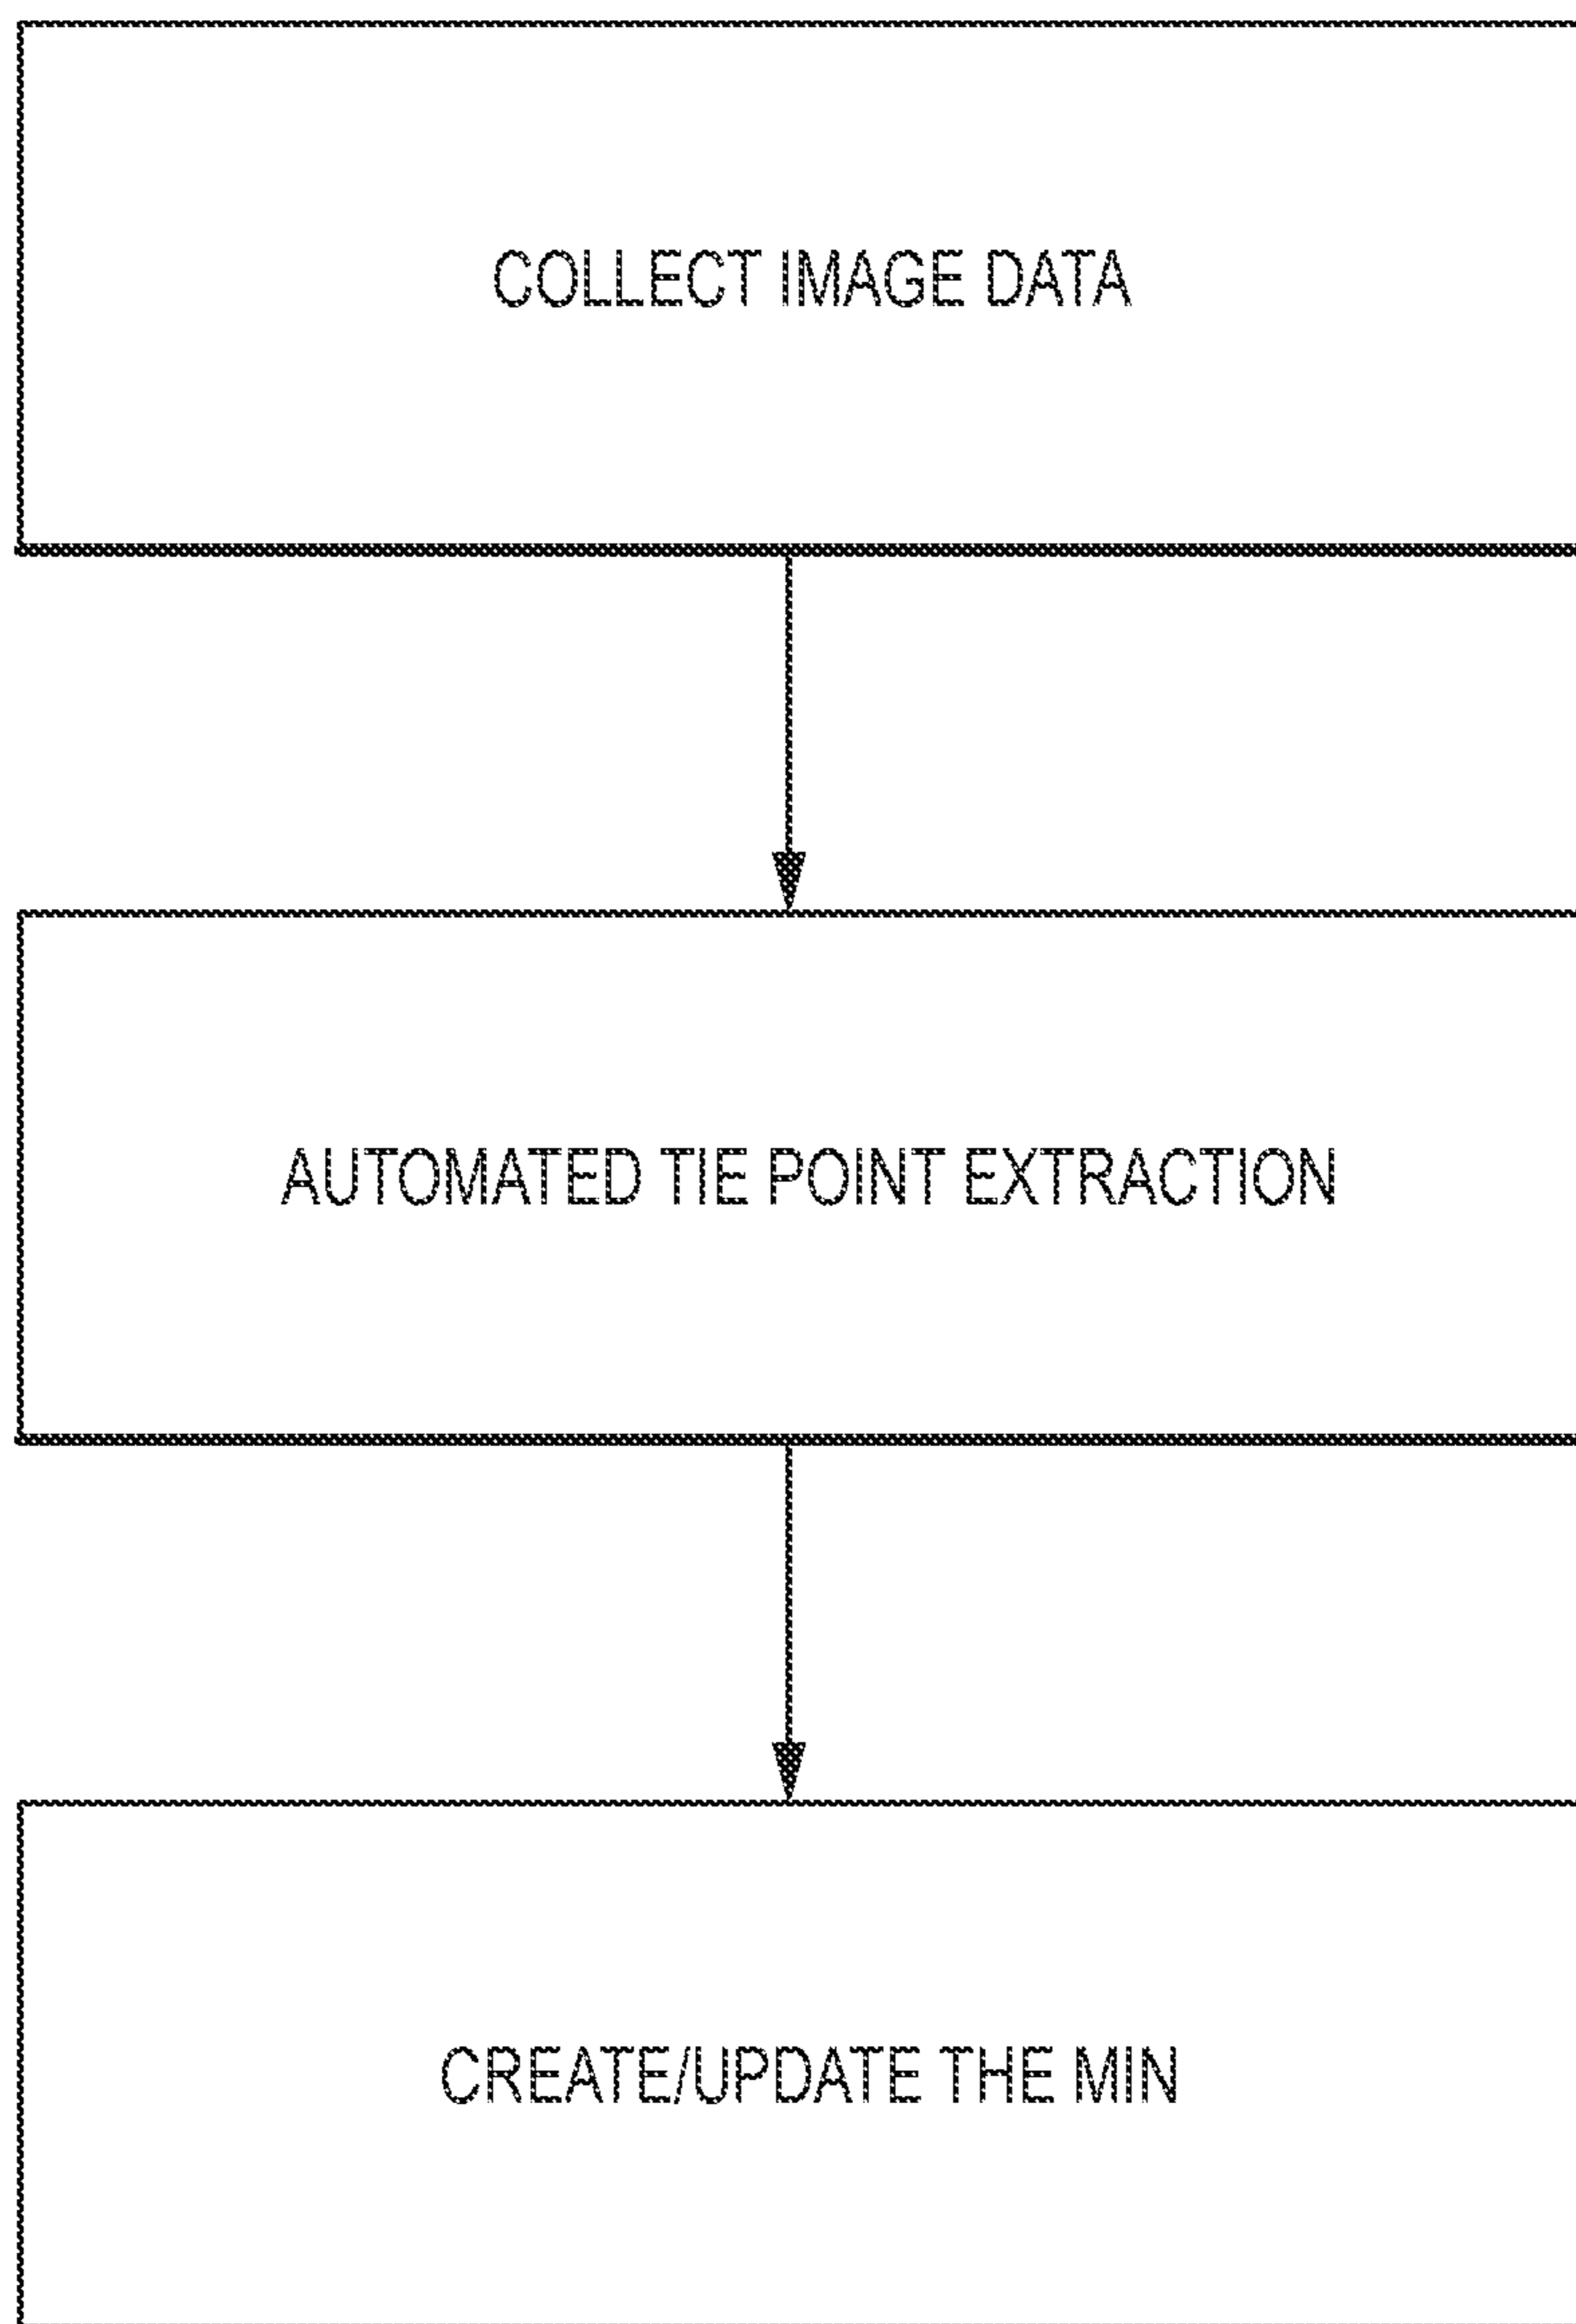 COLLECT IMAGE DATA
AUTOMATED TIE POINT EXTRACTION
CREATE/UPDATE THE MIN